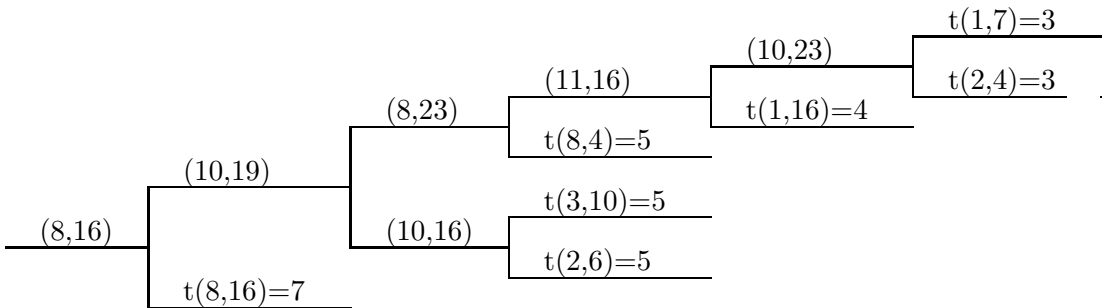 t(1,7)=3
(10,23)
t(2,4)=3
(11,16)
t(1,16)=4
(8,23)
t(8,4)=5
(10,19)
t(3,10)=5
(8,16)
(10,16)
t(2,6)=5
t(8,16)=7